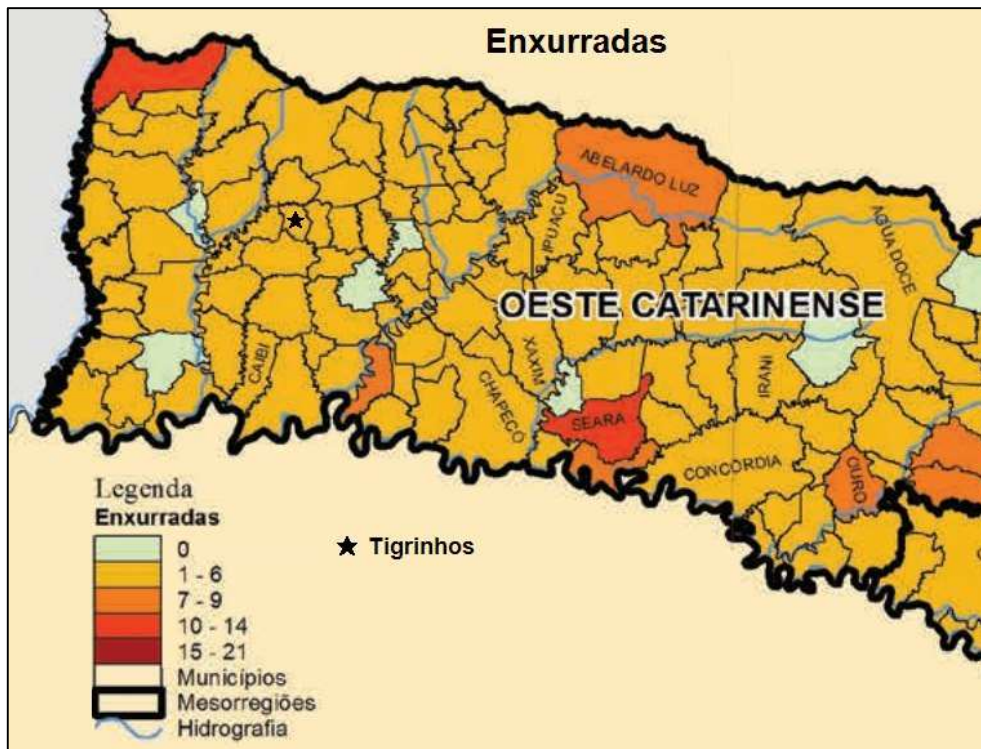 Enxurradas
ABELARDO LUZ
IPUAÇU
ÁGUA DOCE
OESTE CATARINENSE
CAIBI
CHAPECÓ
XAXIM
SEARA
IRANI
CONCÓRDIA
OURO
Legenda
Enxurradas
0
1 - 6
7 - 9
10 - 14
15 - 21
Municípios
Mesorregiões
Hidrografia
Tigrinhos